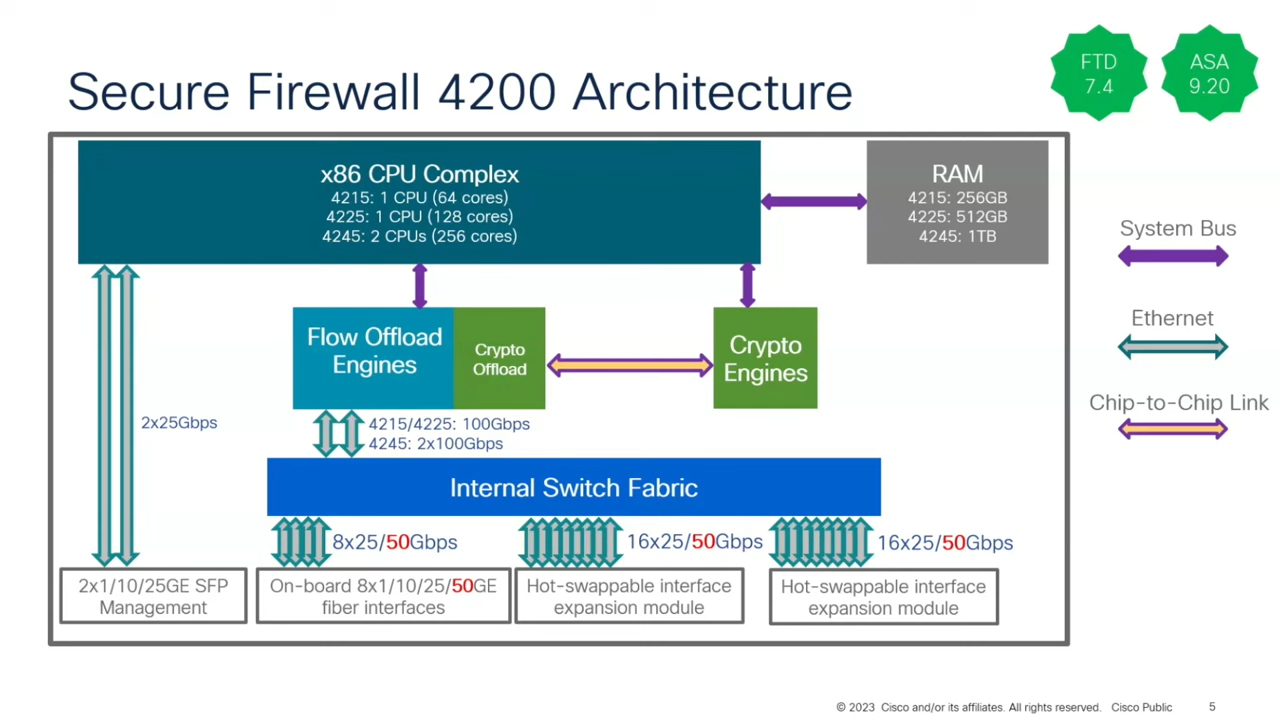 Secure Firewall 4200 Architecture
FTD
7.4
ASA
9.20
x86 CPU Complex
4215: 1 CPU (64 cores)
4225: 1 CPU (128 cores)
4245: 2 CPUs (256 cores)
RAM
4215: 256GB
4225: 512GB
4245: 1TB
System Bus
Ethernet
Chip-to-Chip Link
Flow Offload
Engines
Crypto
Offload
Crypto
Engines
2x25Gbps
4215/4225: 100Gbps
4245: 2x100Gbps
Internal Switch Fabric
8x25/50Gbps
16x25/50Gbps
16x25/50Gbps
2x1/10/25GE SFP
Management
On-board 8x1/10/25/50GE
fiber interfaces
Hot-swappable interface
expansion module
Hot-swappable interface
expansion module
© 2023 Cisco and/or its affiliates. All rights reserved. Cisco Public 5